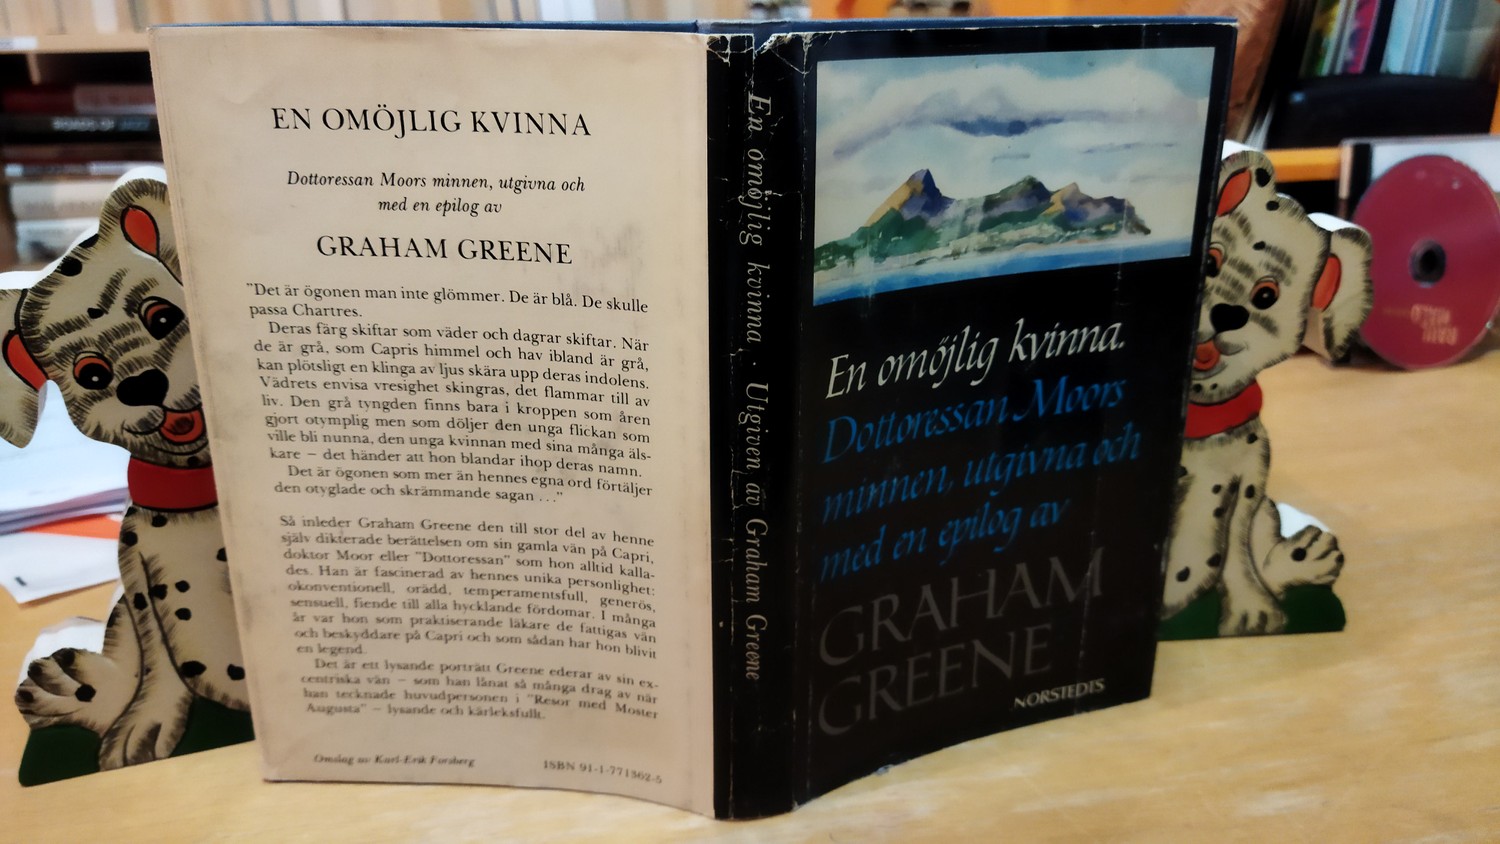 EN OMÖJLIG KVINNA
Dottoressan Moors minnen, utgivna och
med en epilog av
GRAHAM GREENE
"Det är ögonen man inte glömmer. De är blå. De skulle
passa Chartres.
Deras färg skiftar som väder och dagrar skiftar. När
de är grå, som Capris himmel och hav ibland är grå,
kan plötsligt en klinga av ljus skära upp deras indolens.
Vädrets envisa vresighet skingras, det flammar till av
liv. Den grå tyngden finns bara i kroppen som åren
gjort otymplig men som döljer den unga flickan som
ville bli nunna, den unga kvinnan med sina många äls-
kare – det händer att hon blandar ihop deras namn.
Det är ögonen som mer än hennes egna ord förtäljer
den otyglade och skrämmande sagan ..."
Så inleder Graham Greene den till stor del av henne
själv dikterade berättelsen om sin gamla vän på Capri,
doktor Moor eller "Dottoressan" som hon alltid kalla-
des. Han är fascinerad av hennes unika personlighet:
okonventionell, orädd, temperamentsfull, generös,
sensuell, fiende till alla hycklande fördomar. I många
år var hon som praktiserande läkare de fattigas vän
och beskyddare på Capri och som sådan har hon blivit
en legend.
Det är ett lysande porträtt Greene ederar av sin ex-
centriska vän – som han lånat så många drag av när
han tecknade huvudpersonen i "Resor med Moster
Augusta" – lysande och kärleksfullt.
Omslag av Karl-Erik Forsberg
ISBN 91-1-771362-5
En omöjlig kvinna · Utgiven av Graham Greene
En omöjlig kvinna.
Dottoressan Moors
minnen, utgivna och
med en epilog av
GRAHAM
GREENE
NORSTEDTS